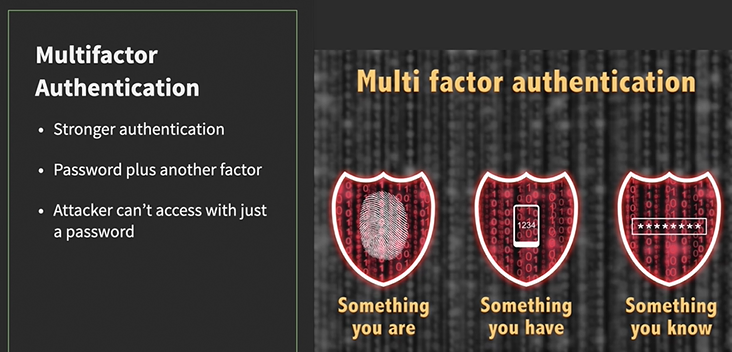 Multifactor
Authentication
• Stronger authentication
• Password plus another factor
• Attacker can’t access with just
a password
Multi factor authentication
1234
********
Something
you are
Something
you have
Something
you know